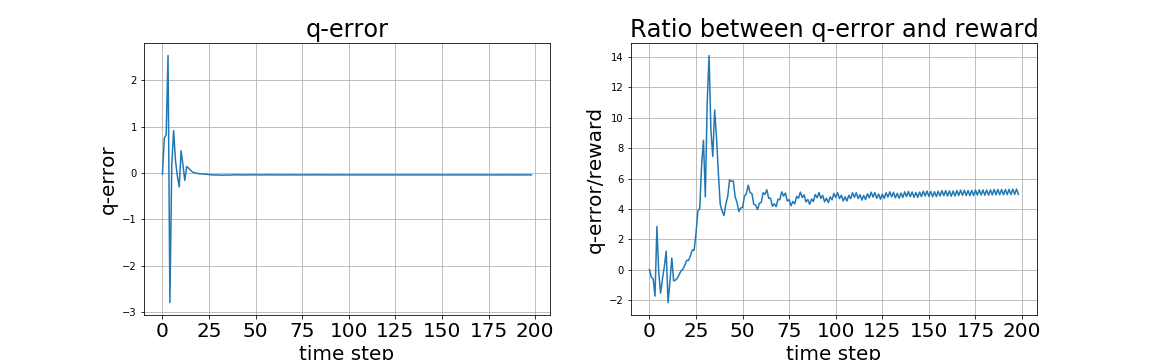 q-error
Ratio between q-error and reward
q-error
2
1
0
−1
−2
−3
0 25 50 75 100 125 150 175 200
time step
q-error/reward
14
12
10
8
6
4
2
0
−2
0 25 50 75 100 125 150 175 200
time step